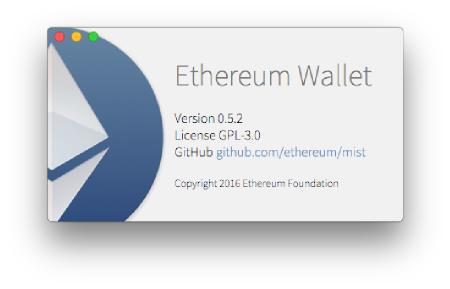 Ethereum Wallet
Version 0.5.2
License GPL-3.0
GitHub github.com/ethereum/mist
Copyright 2016 Ethereum Foundation